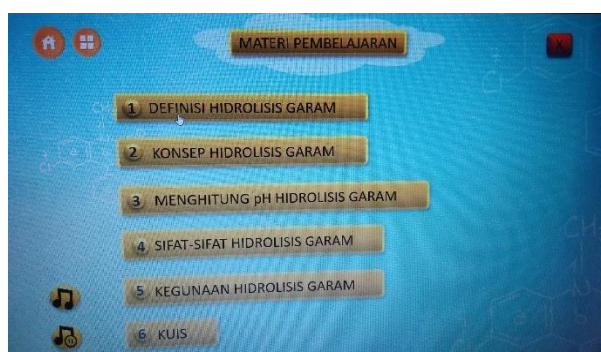 MATERI PEMBELAJARAN
X
1 DEFINISI HIDROLISIS GARAM
2 KONSEP HIDROLISIS GARAM
3 MENGHITUNG pH HIDROLISIS GARAM
4 SIFAT-SIFAT HIDROLISIS GARAM
5 KEGUNAAN HIDROLISIS GARAM
6 KUIS